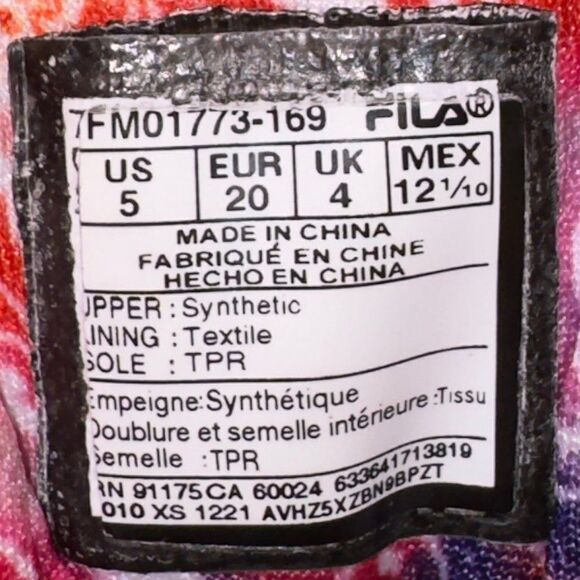 7FM01773-169 FILA®
US EUR UK MEX
5 20 4 12 1/10
MADE IN CHINA
FABRIQUÉ EN CHINE
HECHO EN CHINA
UPPER : Synthetic
LINING : Textile
SOLE : TPR
Empeigne: Synthétique
Doublure et semelle intérieure :Tissu
Semelle :TPR
RN 91175CA 60024 633641713819
010 XS 1221 AVHZ5XZBN9BPZT